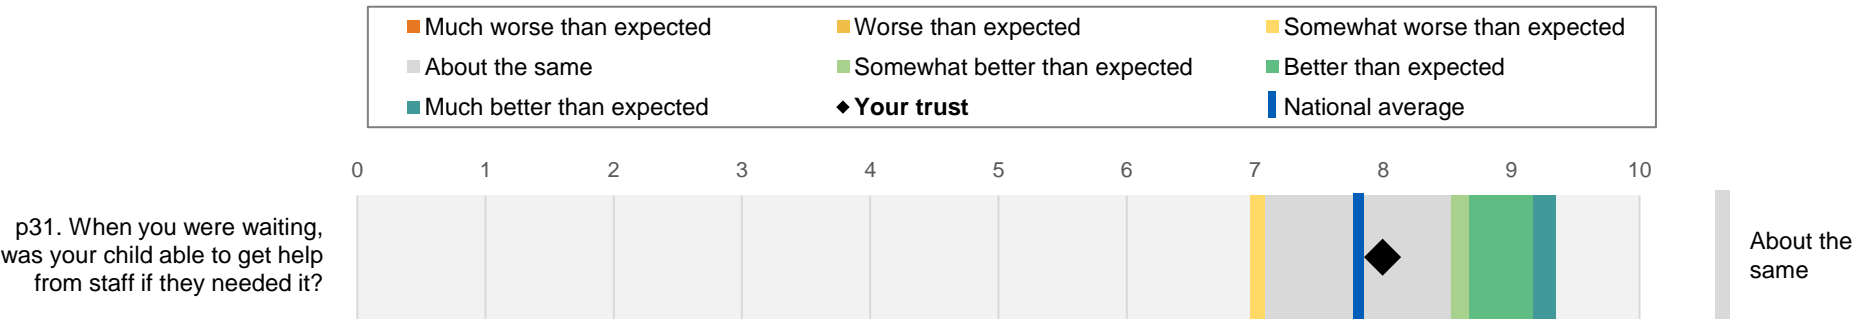 Much worse than expected
Worse than expected
Somewhat worse than expected
About the same
Somewhat better than expected
Better than expected
Much better than expected
Your trust
National average
0 1 2 3 4 5 6 7 8 9 10
p31. When you were waiting,
was your child able to get help
from staff if they needed it?
About the
same